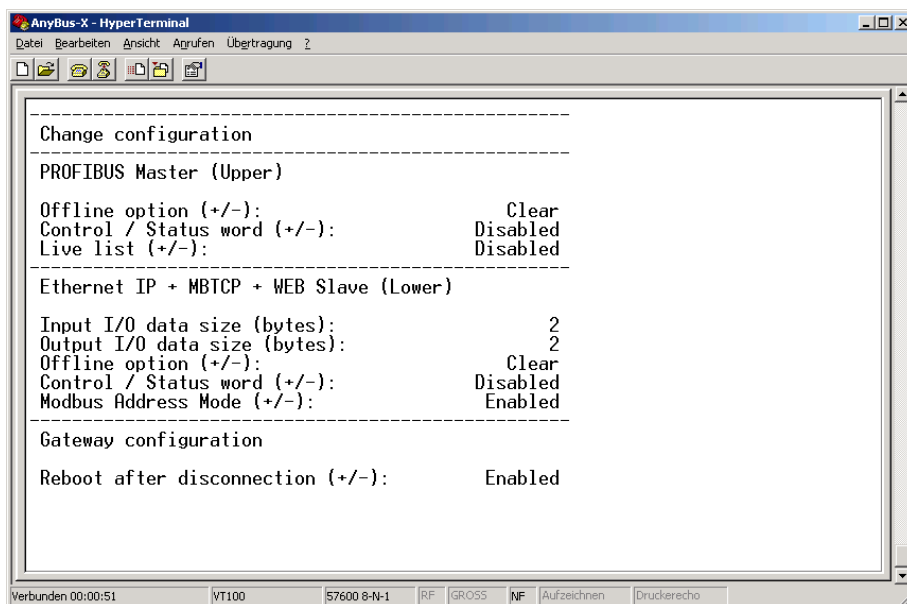 AnyBus-X - HyperTerminal
Datei Bearbeiten Ansicht Anrufen Übertragung ?
Change configuration
PROFIBUS Master (Upper)
Offline option (+/-): Clear
Control / Status word (+/-): Disabled
Live list (+/-): Disabled
Ethernet IP + MBTCP + WEB Slave (Lower)
Input I/O data size (bytes): 2
Output I/O data size (bytes): 2
Offline option (+/-): Clear
Control / Status word (+/-): Disabled
Modbus Address Mode (+/-): Enabled
Gateway configuration
Reboot after disconnection (+/-): Enabled
Verbunden 00:00:51 VT100 57600 8-N-1 RF GROSS NF Aufzeichnen Druckerecho